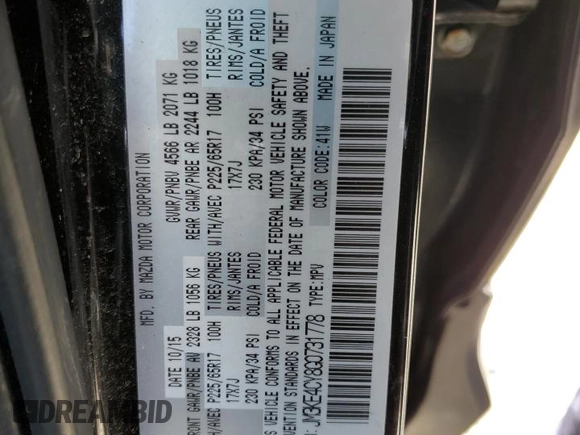 MFD. BY MAZDA MOTOR CORPORATION
DATE 10/15 GVWR/PNBV 4566 LB 2071 KG
RONT GAWR/PNBE AV 2328 LB 1056 KG REAR GAWR/PNBE AR 2244 LB 1018 KG
WITH/AVEC P225/65R17 100H TIRES/PNEUS WITH/AVEC P225/65R17 100H TIRES/PNEUS
17X7J RIMS/JANTES 17X7J RIMS/JANTES
230 KPA/34 PSI COLD/A FROID 230 KPA/34 PSI COLD/A FROID
VEHICLE CONFORMS TO ALL APPLICABLE FEDERAL MOTOR VEHICLE SAFETY AND THEFT
STANDARDS IN EFFECT ON THE DATE OF MANUFACTURE SHOWN ABOVE.
JM3KE4CY8G0731778 TYPE: MPV COLOR CODE: 41W MADE IN JAPAN
DREAMBID